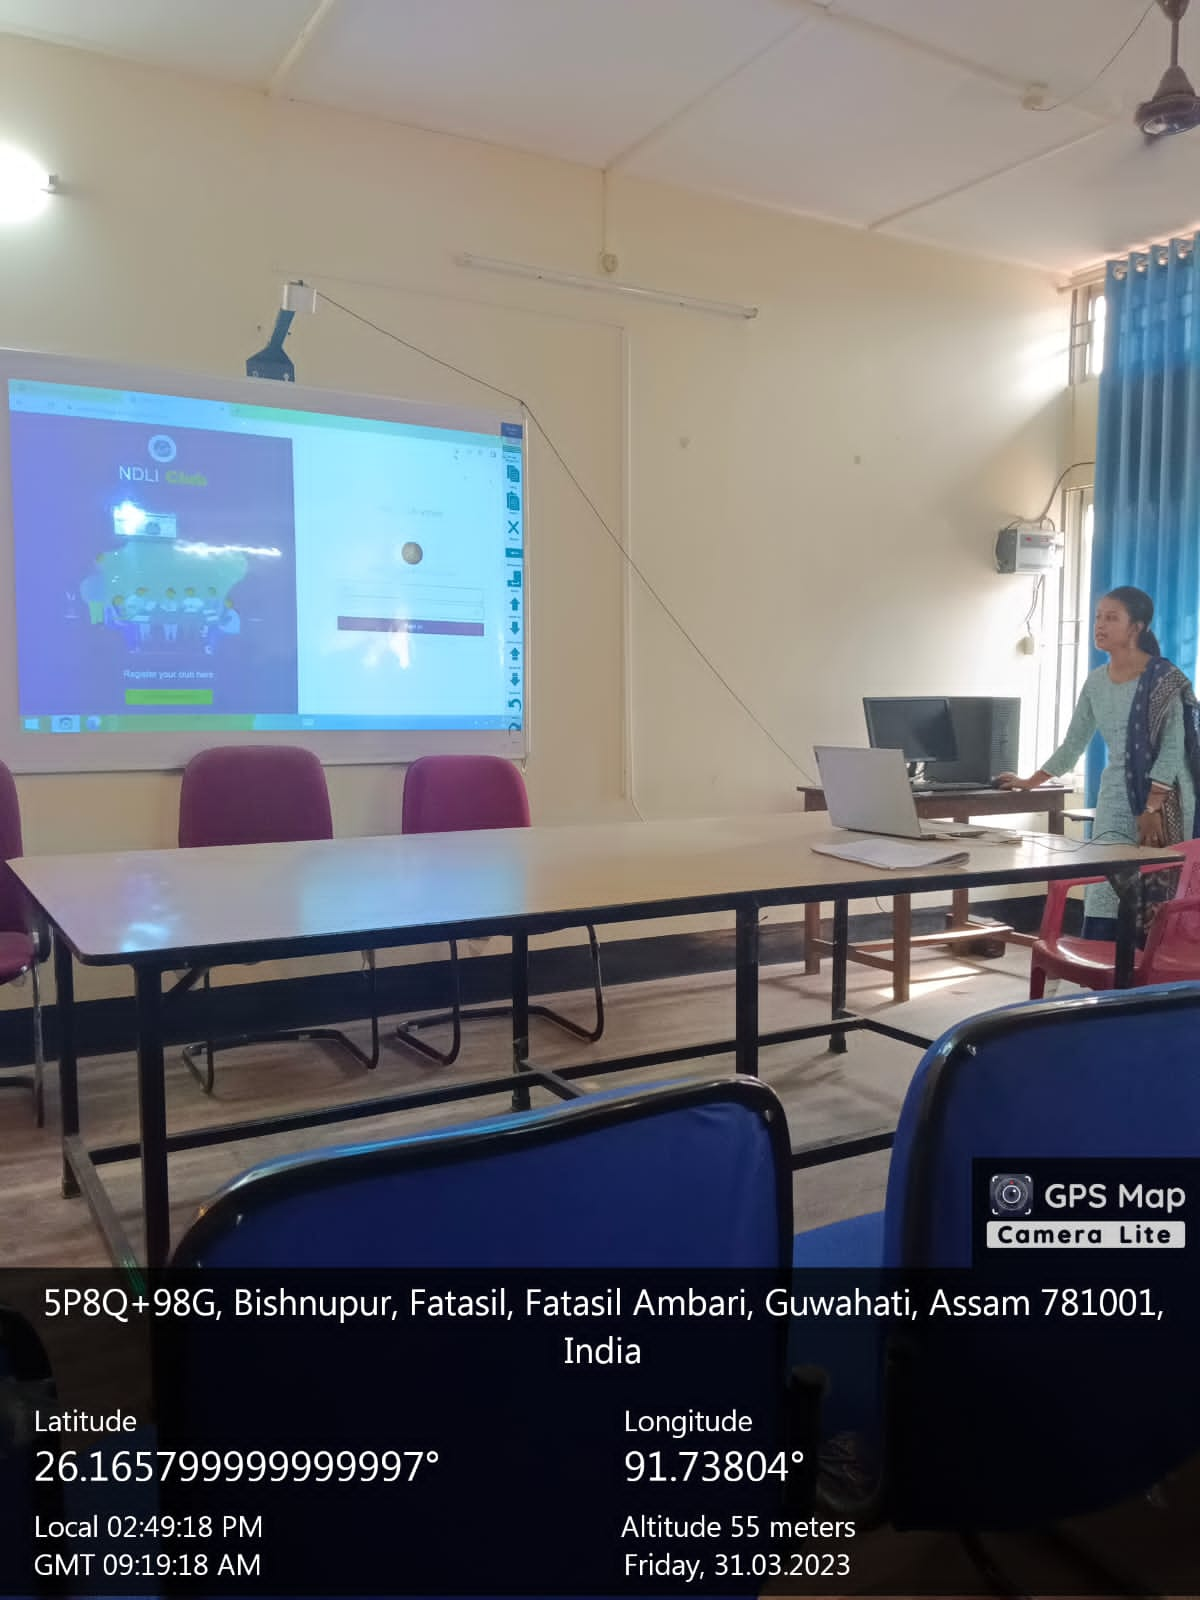 NDLI Club
Register your club here
Sign in
GPS Map
Camera Lite
5P8Q+98G, Bishnupur, Fatasil, Fatasil Ambari, Guwahati, Assam 781001,
India
Latitude
26.165799999999997°
Longitude
91.73804°
Local 02:49:18 PM
GMT 09:19:18 AM
Altitude 55 meters
Friday, 31.03.2023